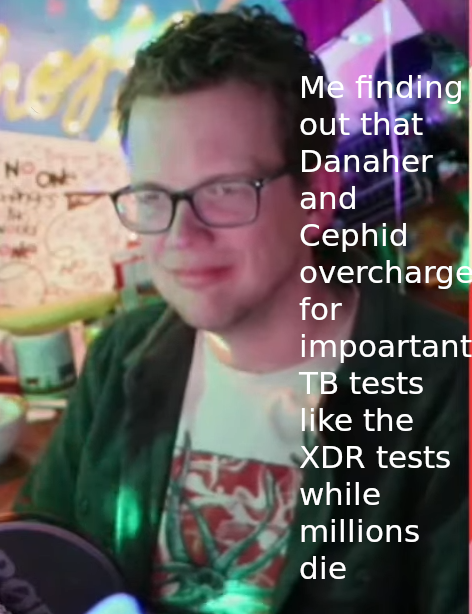 Me finding
out that
Danaher
and
Cephid
overcharge
for
impoartant
TB tests
like the
XDR tests
while
millions
die